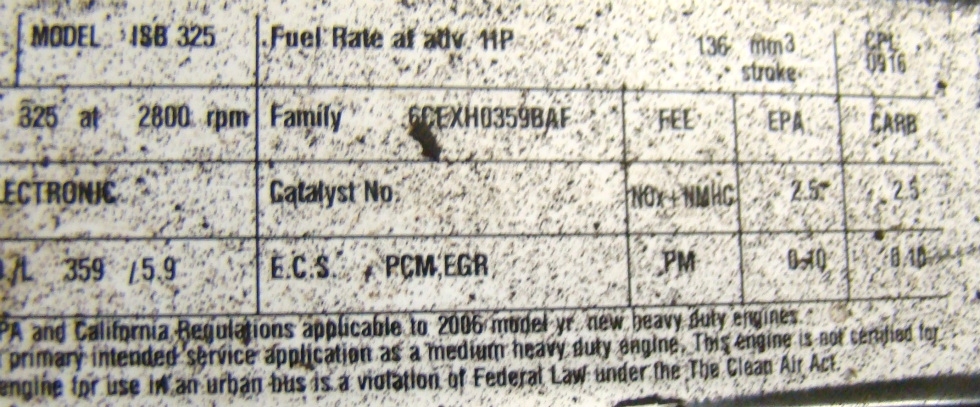 MODEL ISB 325 Fuel Rate at adv. HP 136 mm3 CPL
stroke 0916
325 at 2800 rpm Family 6CEXH0359BAF FEL EPA CARB
LECTRONIC Catalyst No. NOx+NMHC 2.5 2.5
./L 359 / 5.9 E.C.S. PCM,EGR PM 0.10 0.10
PA and California Regulations applicable to 2006 model yr. new heavy duty engines.
primary intended service application as a medium heavy duty engine. This engine is not certified for
engine for use in an urban bus is a violation of Federal Law under the The Clean Air Act.